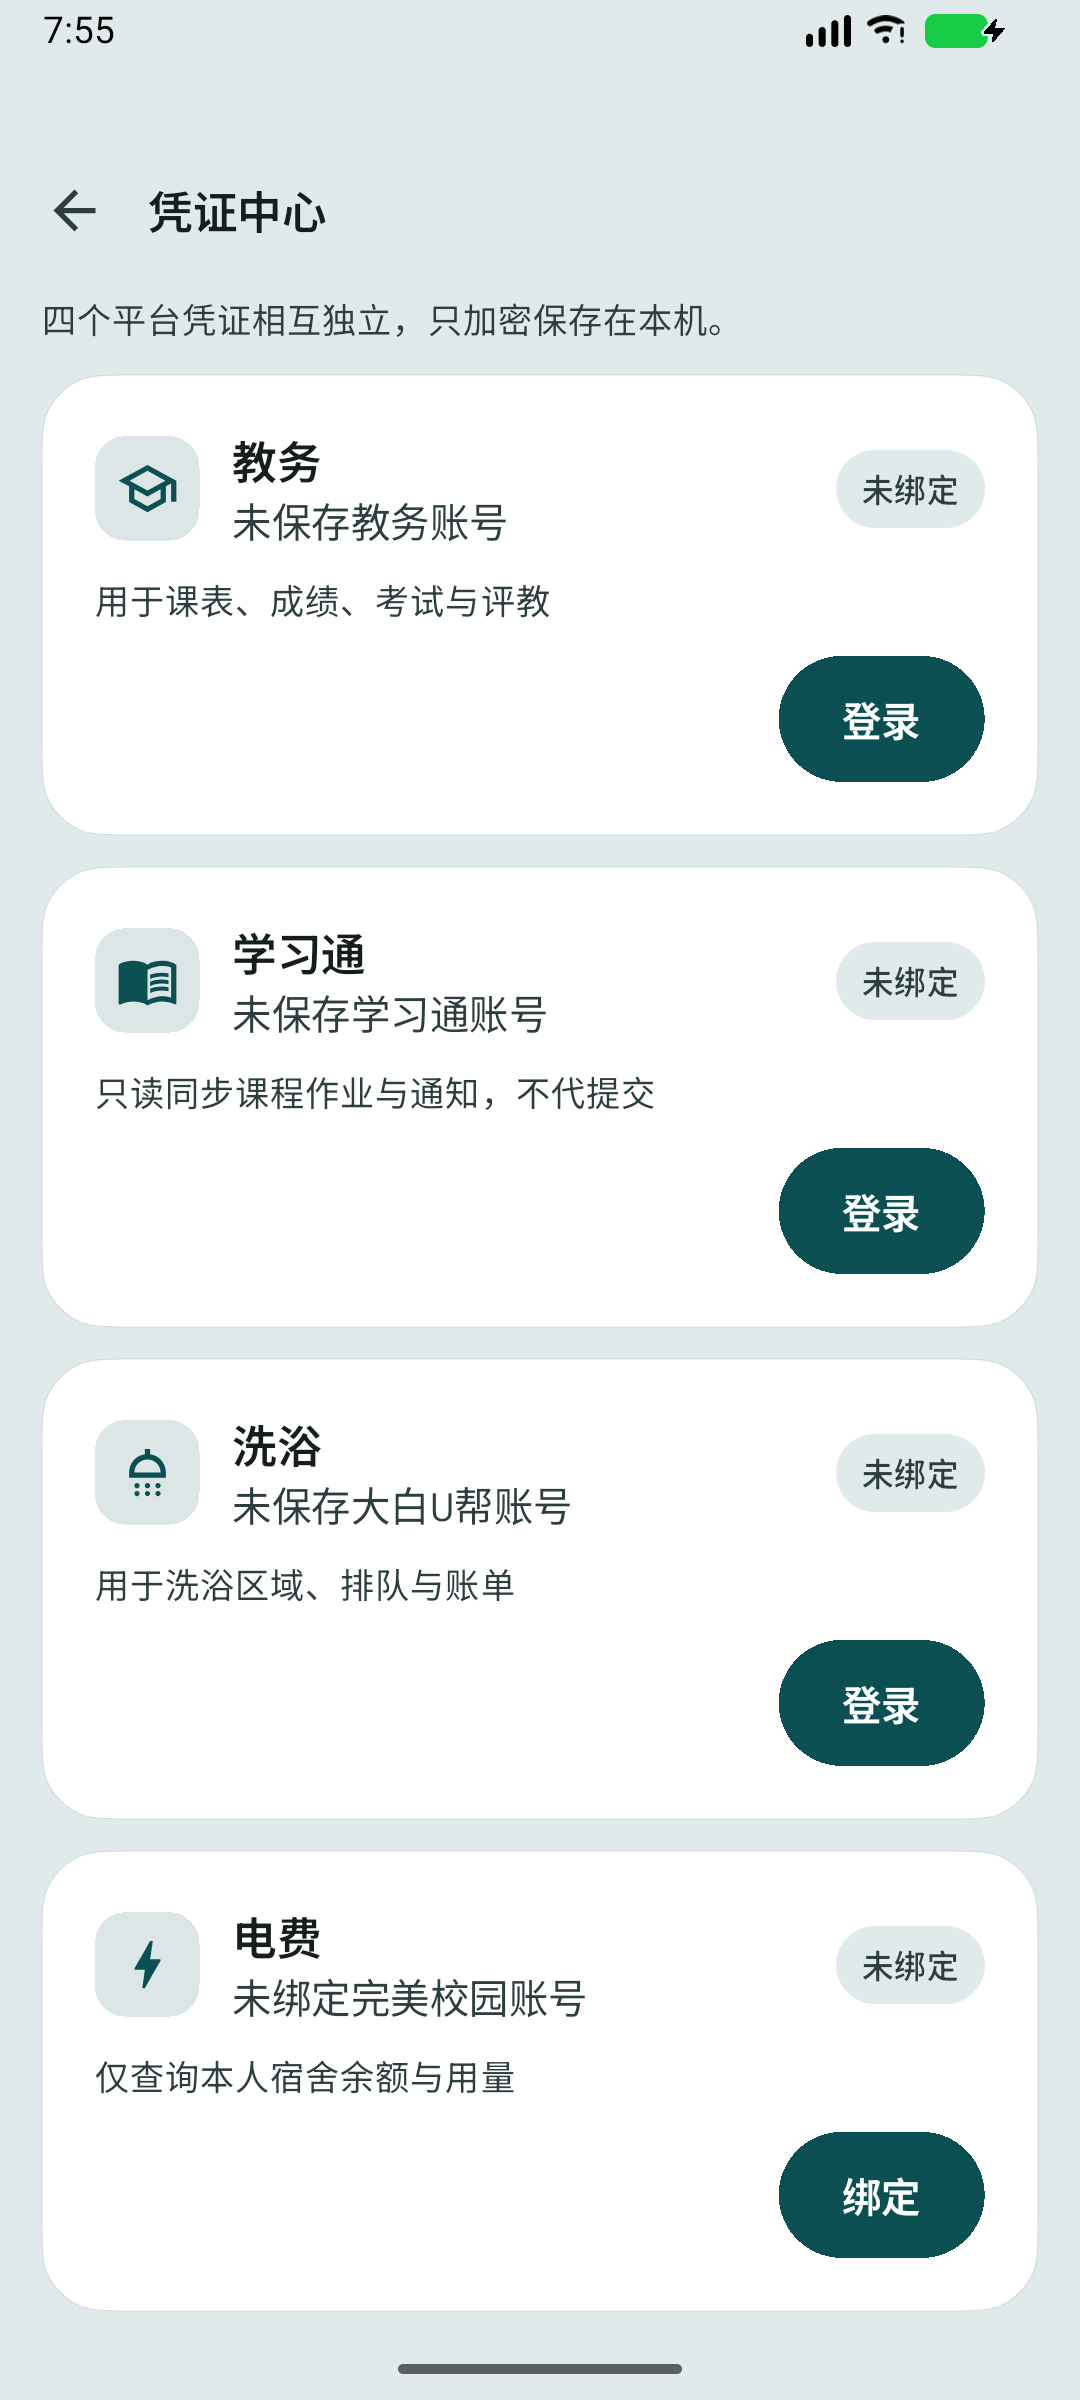 7:55
凭证中心
四个平台凭证相互独立，只加密保存在本机。
教务
未保存教务账号
未绑定
用于课表、成绩、考试与评教
登录
学习通
未保存学习通账号
未绑定
只读同步课程作业与通知，不代提交
登录
洗浴
未保存大白U帮账号
未绑定
用于洗浴区域、排队与账单
登录
电费
未绑定完美校园账号
未绑定
仅查询本人宿舍余额与用量
绑定